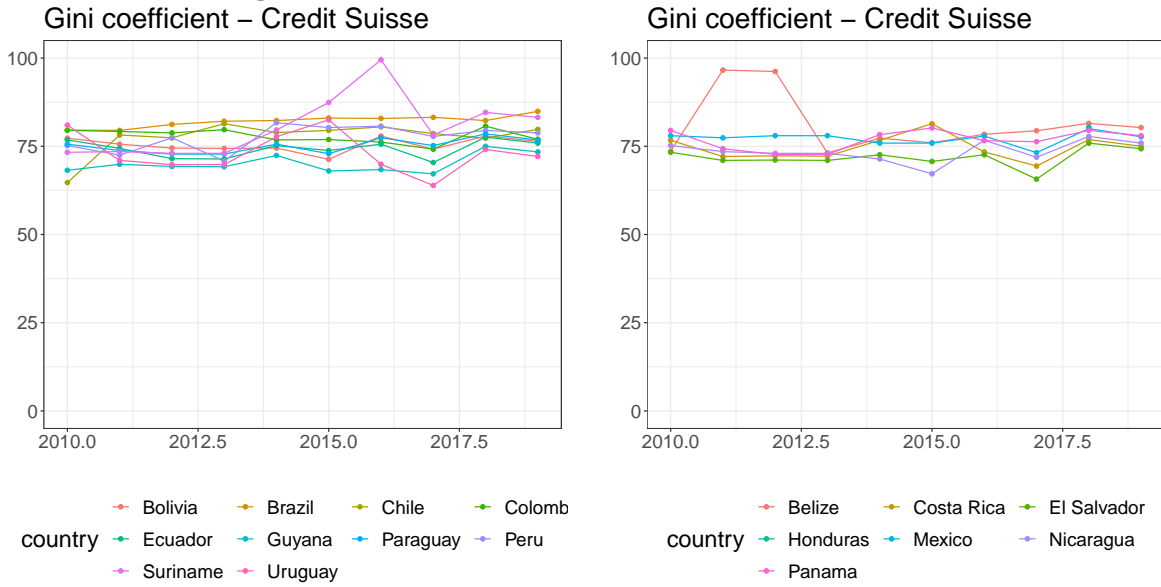 Gini coefficient – Credit Suisse
100
75
50
25
0
2010.0 2012.5 2015.0 2017.5
country
Bolivia Brazil Chile Colomb
Ecuador Guyana Paraguay Peru
Suriname Uruguay
Gini coefficient – Credit Suisse
100
75
50
25
0
2010.0 2012.5 2015.0 2017.5
country
Belize Costa Rica El Salvador
Honduras Mexico Nicaragua
Panama